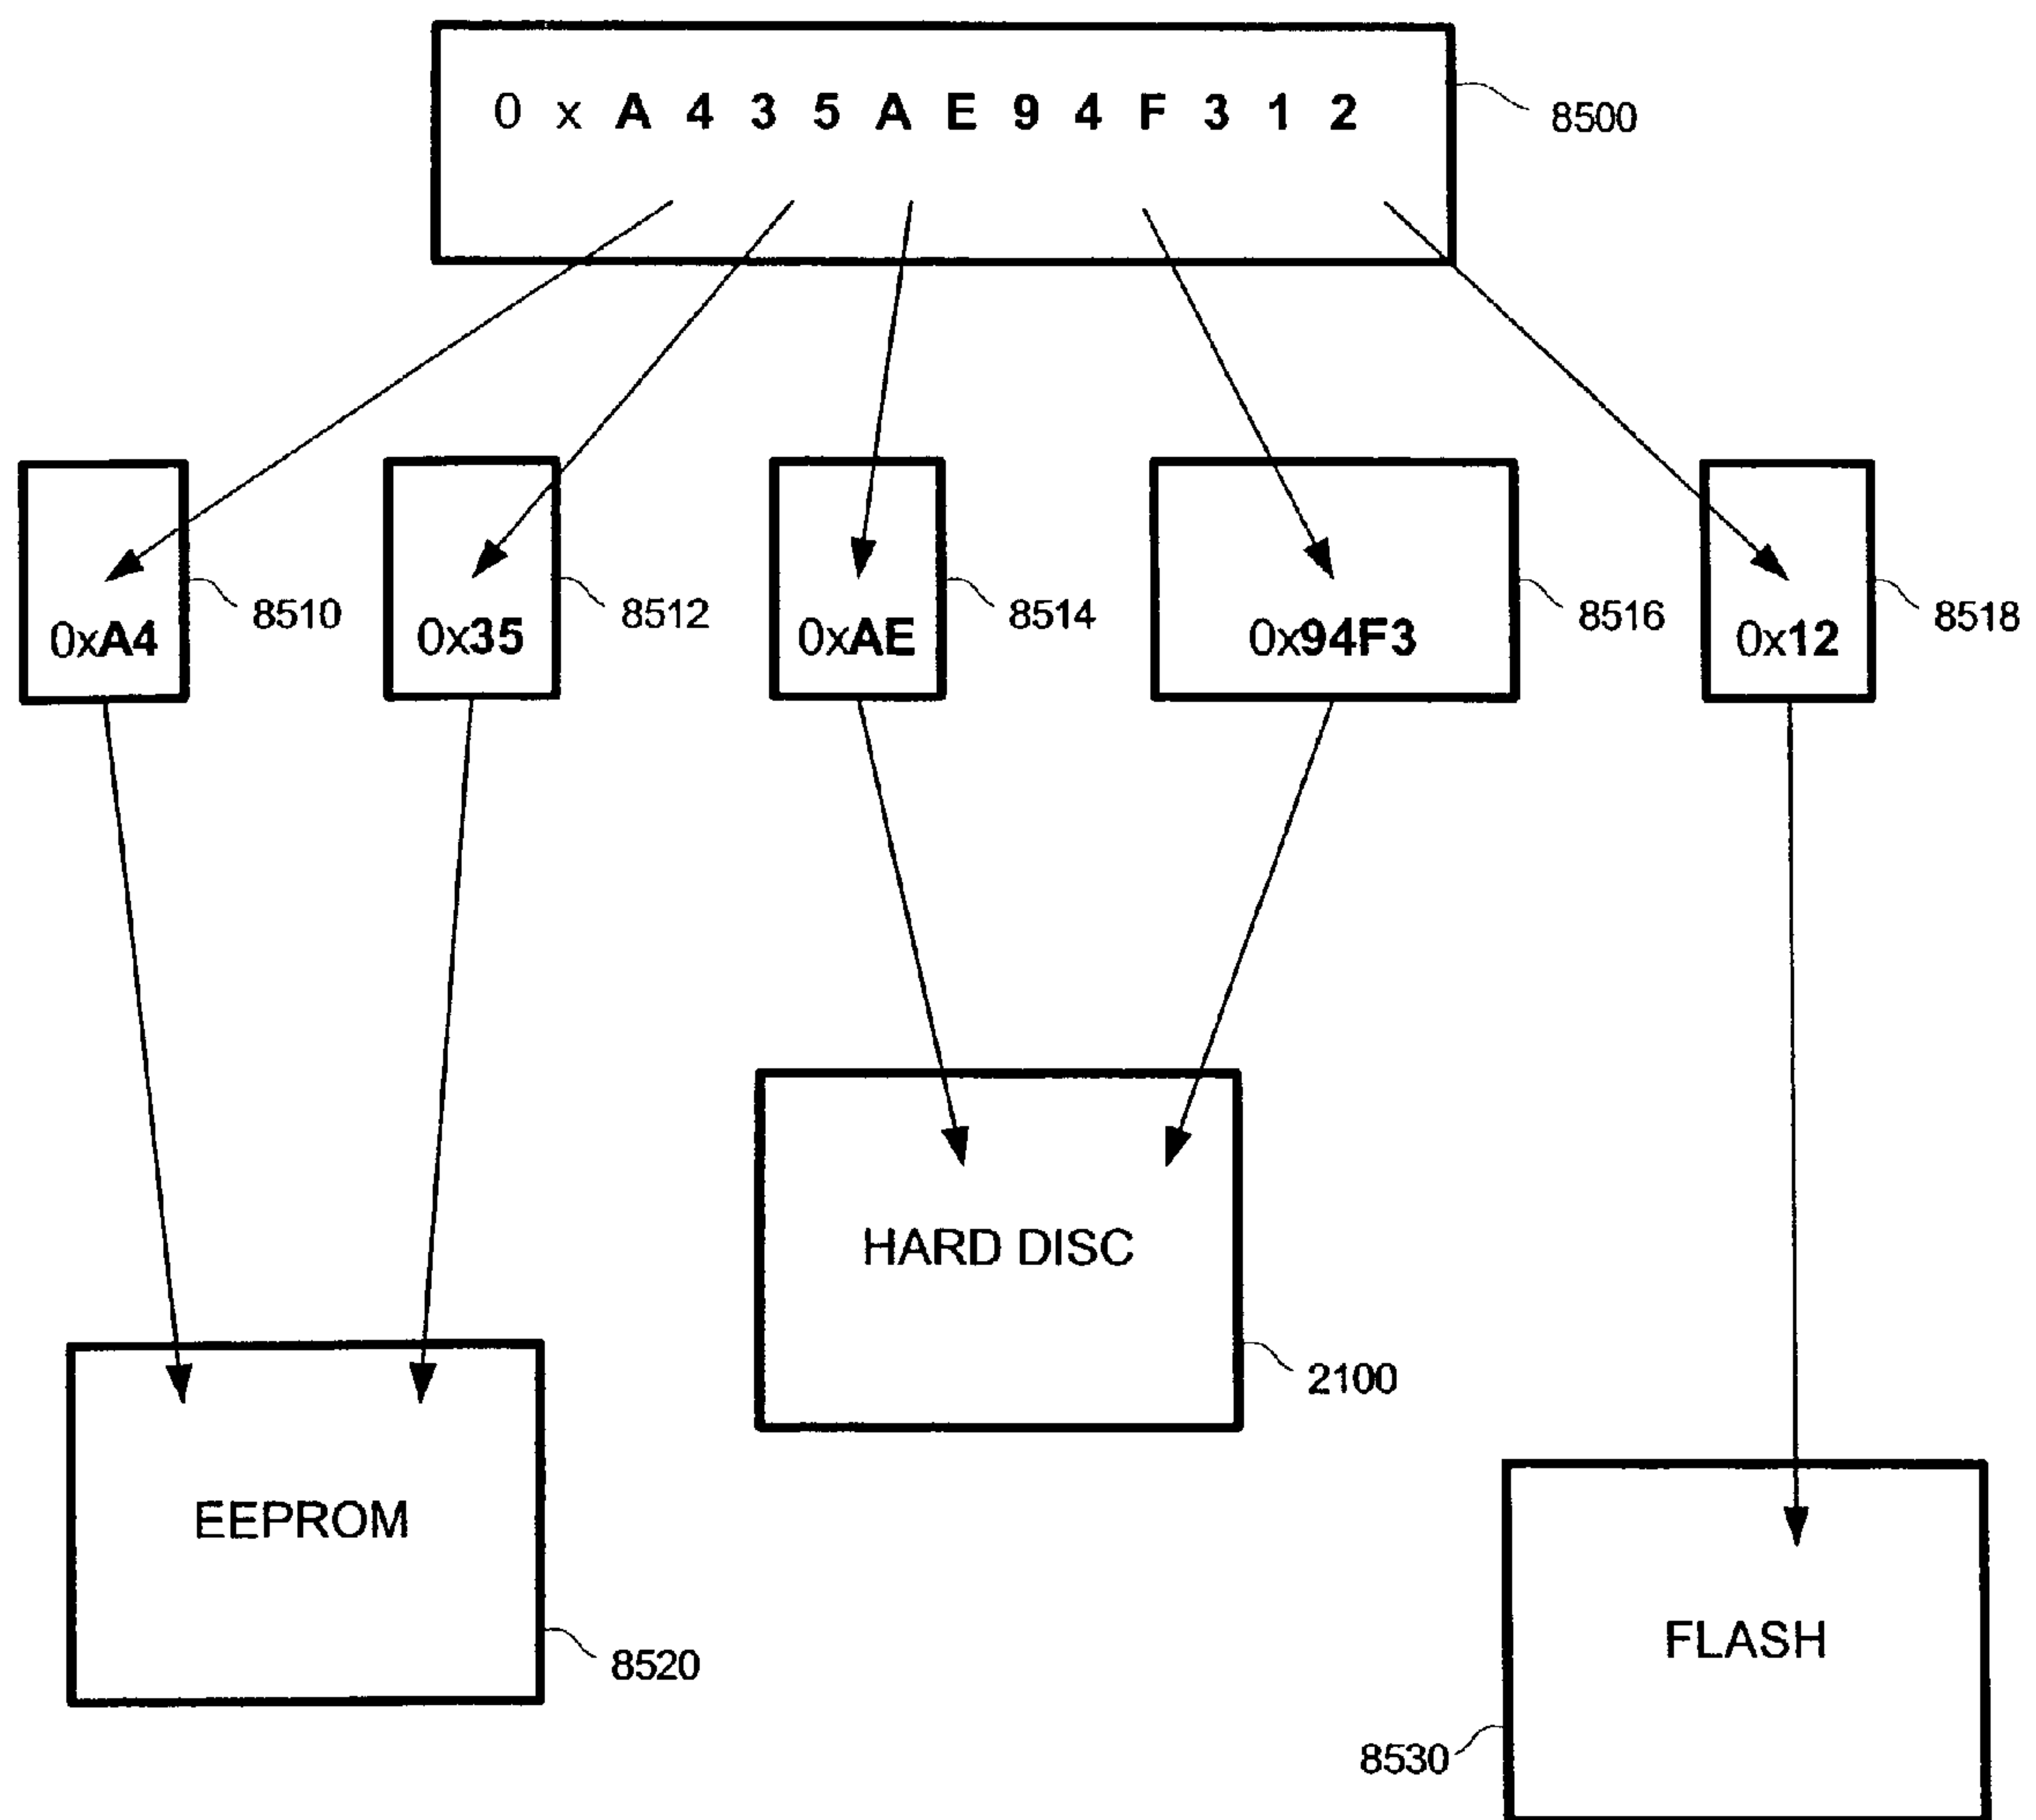 0 x A 4 3 5 A E 9 4 F 3 1 2
8500
8510
8512
8514
8516
8518
0xA4
0x35
0xAE
0x94F3
0x12
HARD DISC
2100
EEPROM
8520
FLASH
8530